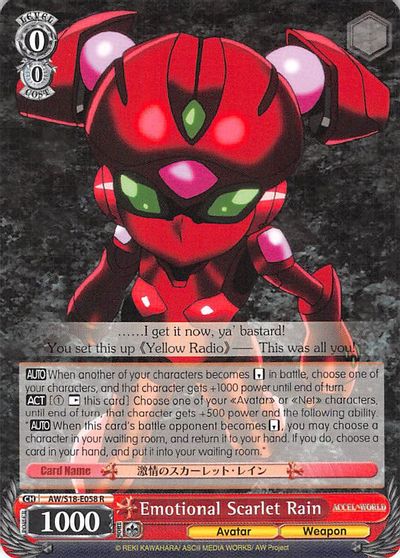 LEVEL
0
0
COST
……I get it now, ya' bastard!
You set this up 《Yellow Radio》—— This was all you!
AUTO When another of your characters becomes [▼] in battle, choose one of
your characters, and that character gets +1000 power until end of turn.
ACT [① ➡ this card] Choose one of your «Avatar» or «Net» characters,
until end of turn, that character gets +500 power and the following ability.
"AUTO When this card's battle opponent becomes [▼], you may choose a
character in your waiting room, and return it to your hand. If you do, choose a
card in your hand, and put it into your waiting room."
Card Name
激情のスカーレット・レイン
CH AW/S18-E058 R
POWER 1000
SOUL
Emotional Scarlet Rain
ACCEL WORLD
Avatar
Weapon
© REKI KAWAHARA/ ASCII MEDIA WORKS/ AW Project